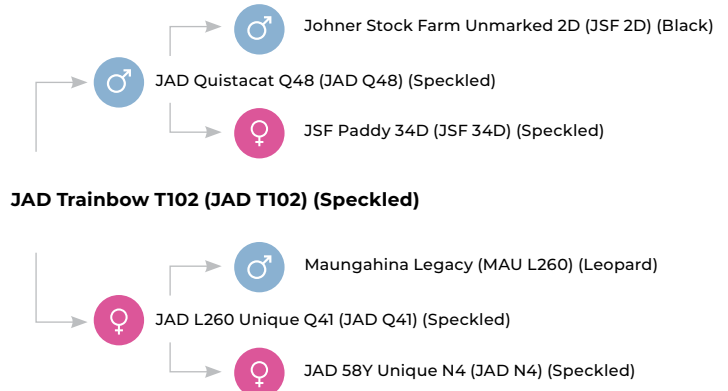 Johner Stock Farm Unmarked 2D (JSF 2D) (Black)
JAD Quistacat Q48 (JAD Q48) (Speckled)
JSF Paddy 34D (JSF 34D) (Speckled)
JAD Trainbow T102 (JAD T102) (Speckled)
Maungahina Legacy (MAU L260) (Leopard)
JAD L260 Unique Q41 (JAD Q41) (Speckled)
JAD 58Y Unique N4 (JAD N4) (Speckled)